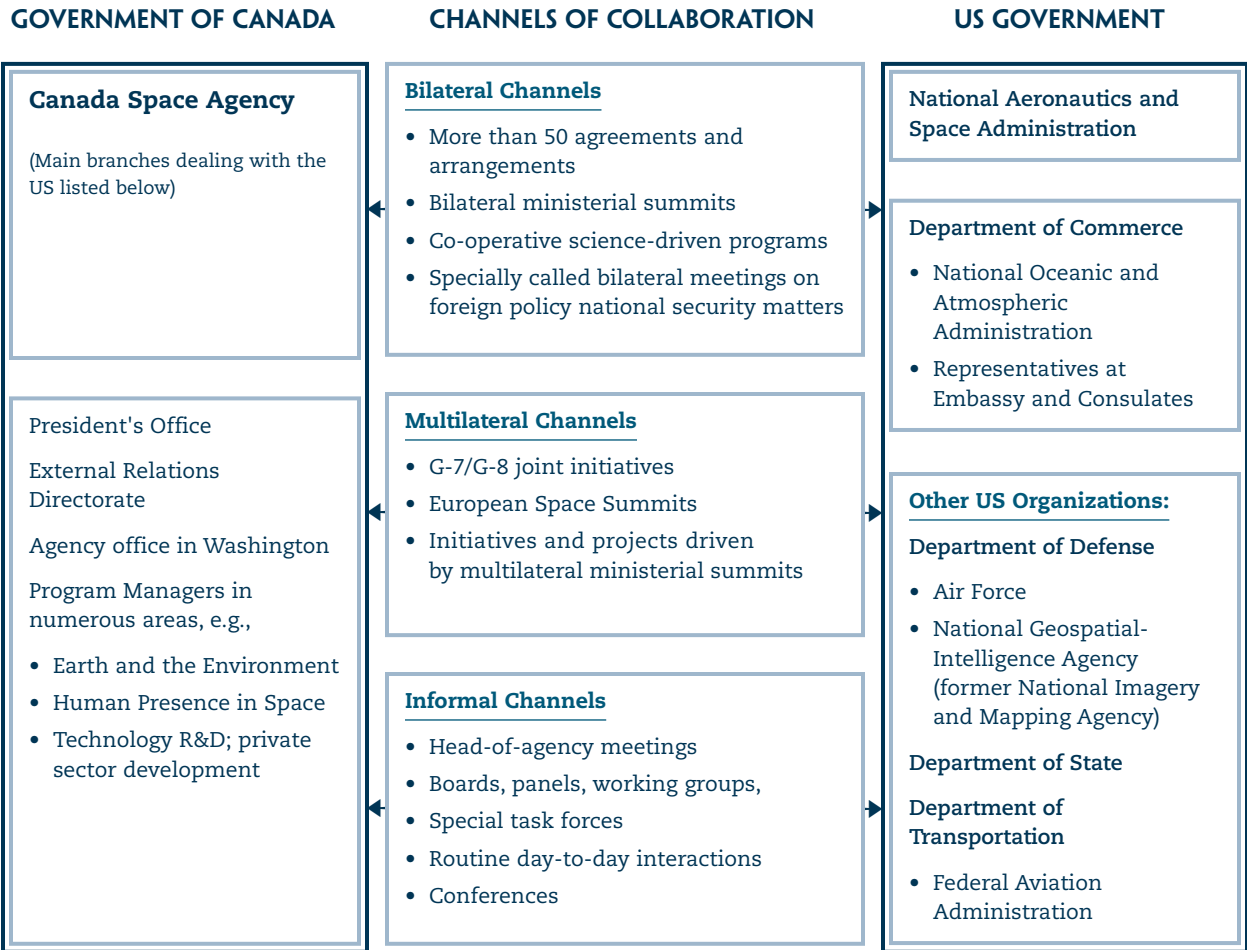 GOVERNMENT OF CANADA
CHANNELS OF COLLABORATION
US GOVERNMENT
Canada Space Agency
(Main branches dealing with the
US listed below)
President's Office
External Relations
Directorate
Agency office in Washington
Program Managers in
numerous areas, e.g.,
• Earth and the Environment
• Human Presence in Space
• Technology R&D; private
sector development
Bilateral Channels
• More than 50 agreements and
arrangements
• Bilateral ministerial summits
• Co-operative science-driven programs
• Specially called bilateral meetings on
foreign policy national security matters
Multilateral Channels
• G-7/G-8 joint initiatives
• European Space Summits
• Initiatives and projects driven
by multilateral ministerial summits
Informal Channels
• Head-of-agency meetings
• Boards, panels, working groups,
• Special task forces
• Routine day-to-day interactions
• Conferences
National Aeronautics and
Space Administration
Department of Commerce
• National Oceanic and
Atmospheric
Administration
• Representatives at
Embassy and Consulates
Other US Organizations:
Department of Defense
• Air Force
• National Geospatial-
Intelligence Agency
(former National Imagery
and Mapping Agency)
Department of State
Department of
Transportation
• Federal Aviation
Administration